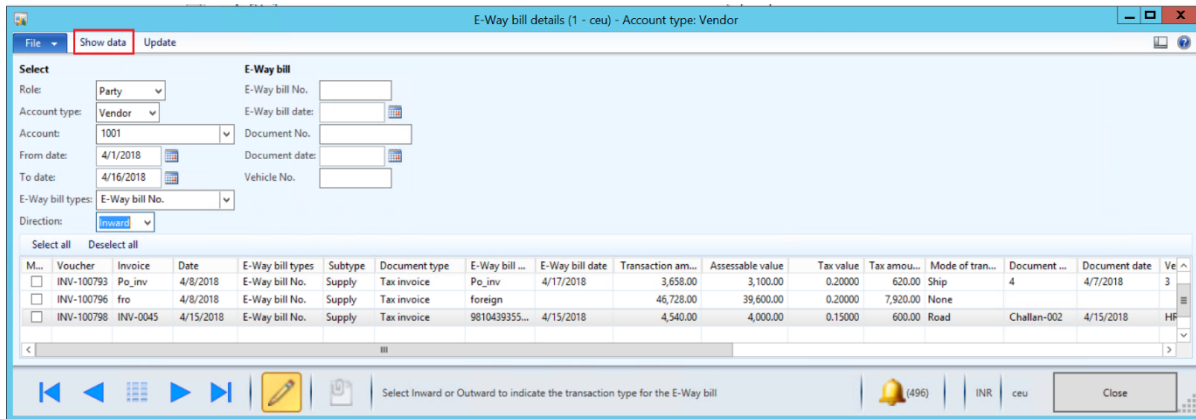 E-Way bill details (1 - ceu) - Account type: Vendor
File Show data Update
Select E-Way bill
Role: Party E-Way bill No.
Account type: Vendor E-Way bill date:
Account: 1001 Document No.
From date: 4/1/2018 Document date:
To date: 4/16/2018 Vehicle No.
E-Way bill types: E-Way bill No.
Direction: Inward
Select all Deselect all
M... Voucher Invoice Date E-Way bill types Subtype Document type E-Way bill ... E-Way bill date Transaction am... Assessable value Tax value Tax amou... Mode of tran... Document ... Document date Ve
INV-100793 Po_inv 4/8/2018 E-Way bill No. Supply Tax invoice Po_inv 4/17/2018 3,658.00 3,100.00 0.20000 620.00 Ship 4 4/7/2018 3
INV-100796 fro 4/8/2018 E-Way bill No. Supply Tax invoice foreign 46,728.00 39,600.00 0.20000 7,920.00 None
INV-100798 INV-0045 4/15/2018 E-Way bill No. Supply Tax invoice 9810439355... 4/15/2018 4,540.00 4,000.00 0.15000 600.00 Road Challan-002 4/15/2018 HR
Select Inward or Outward to indicate the transaction type for the E-Way bill (496) INR ceu Close